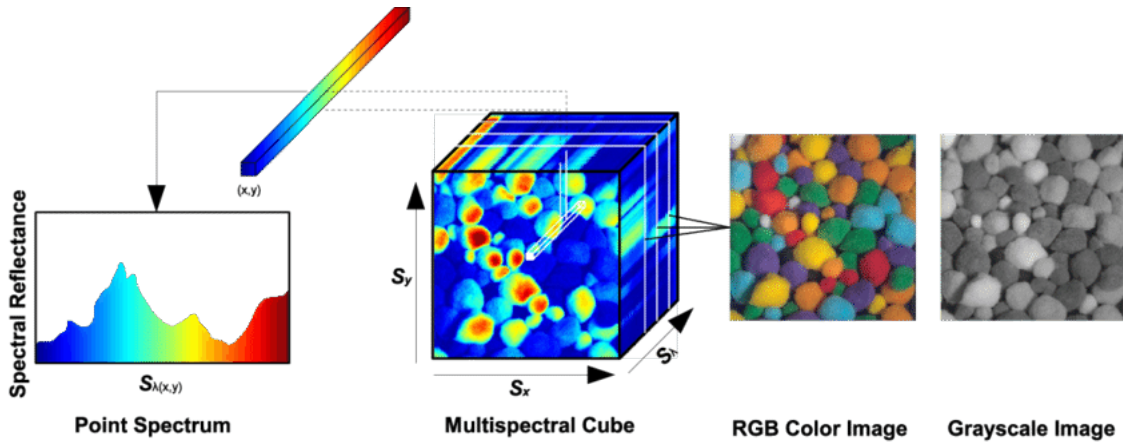 (x,y)
Spectral Reflectance
Sλ(x,y)
Point Spectrum
Sy
Sx
Sλ
Multispectral Cube
RGB Color Image
Grayscale Image